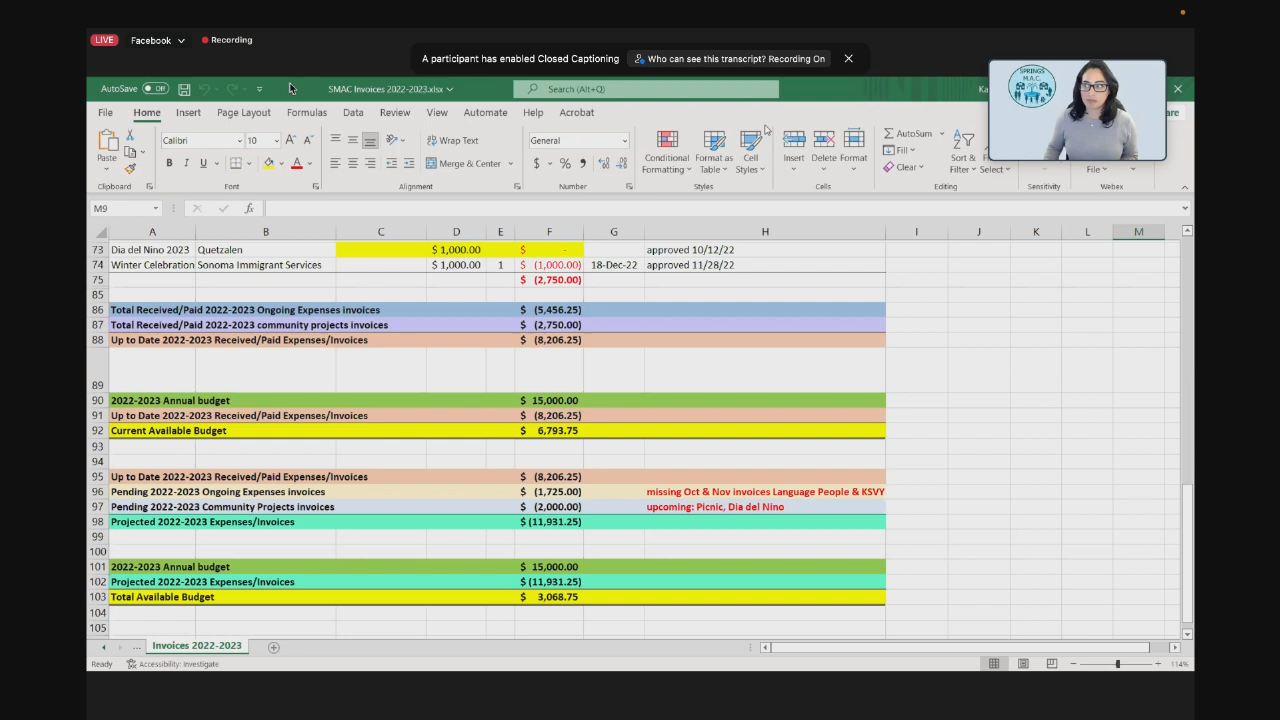 LIVE Facebook Recording
A participant has enabled Closed Captioning Who can see this transcript? Recording On
SPRINGS
M.A.C.
AutoSave Off SMAC Invoices 2022-2023.xlsx Search (Alt+Q) Ka
File Home Insert Page Layout Formulas Data Review View Automate Help Acrobat are
Paste Calibri 10 Wrap Text General Conditional Format as Cell Insert Delete Format AutoSum Sort &
B I U Merge & Center $ % Formatting Table Styles Fill Filter Select File
Clear
Clipboard Font Alignment Number Styles Cells Editing Sensitivity Webex
M9 fx
A B C D E F G H I J K L M
73 Dia del Nino 2023 Quetzalen $ 1,000.00 $ - approved 10/12/22
74 Winter Celebration Sonoma Immigrant Services $ 1,000.00 1 $ (1,000.00) 18-Dec-22 approved 11/28/22
75 $ (2,750.00)
85
86 Total Received/Paid 2022-2023 Ongoing Expenses invoices $ (5,456.25)
87 Total Received/Paid 2022-2023 community projects invoices $ (2,750.00)
88 Up to Date 2022-2023 Received/Paid Expenses/Invoices $ (8,206.25)
89
90 2022-2023 Annual budget $ 15,000.00
91 Up to Date 2022-2023 Received/Paid Expenses/Invoices $ (8,206.25)
92 Current Available Budget $ 6,793.75
93
94
95 Up to Date 2022-2023 Received/Paid Expenses/Invoices $ (8,206.25)
96 Pending 2022-2023 Ongoing Expenses invoices $ (1,725.00) missing Oct & Nov invoices Language People & KSVY
97 Pending 2022-2023 Community Projects invoices $ (2,000.00) upcoming: Picnic, Dia del Nino
98 Projected 2022-2023 Expenses/Invoices $ (11,931.25)
99
100
101 2022-2023 Annual budget $ 15,000.00
102 Projected 2022-2023 Expenses/Invoices $ (11,931.25)
103 Total Available Budget $ 3,068.75
104
105
... Invoices 2022-2023
Ready Accessibility: Investigate 114%